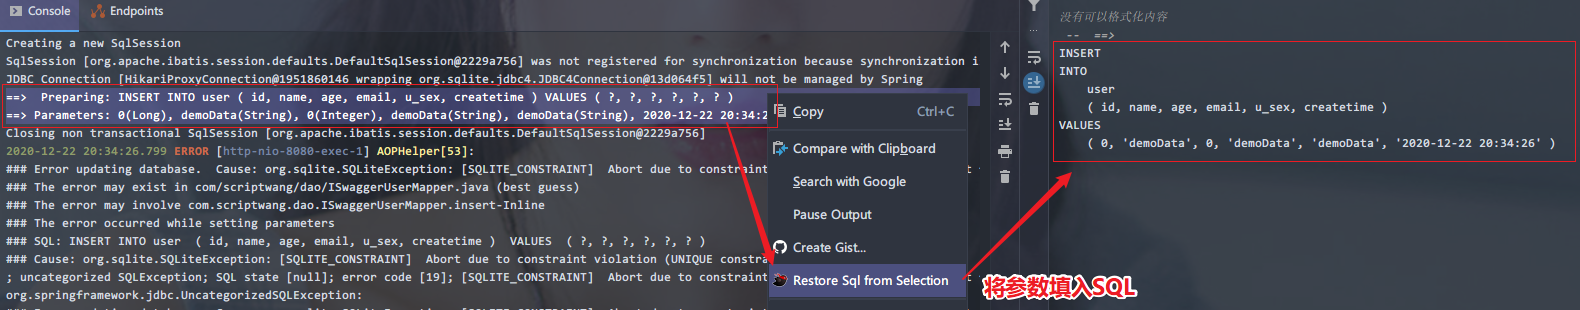 Console
Endpoints
Creating a new SqlSession
SqlSession [org.apache.ibatis.session.defaults.DefaultSqlSession@2229a756] was not registered for synchronization because synchronization i
JDBC Connection [HikariProxyConnection@1951860146 wrapping org.sqlite.jdbc4.JDBC4Connection@13d064f5] will not be managed by Spring
==>  Preparing: INSERT INTO user ( id, name, age, email, u_sex, createtime ) VALUES ( ?, ?, ?, ?, ?, ? )
==> Parameters: 0(Long), demoData(String), 0(Integer), demoData(String), demoData(String), 2020-12-22 20:34:2
Closing non transactional SqlSession [org.apache.ibatis.session.defaults.DefaultSqlSession@2229a756]
2020-12-22 20:34:26.799 ERROR [http-nio-8080-exec-1] AOPHelper[53]:
### Error updating database.  Cause: org.sqlite.SQLiteException: [SQLITE_CONSTRAINT]  Abort due to constraint
### The error may exist in com/scriptwang/dao/ISwaggerUserMapper.java (best guess)
### The error may involve com.scriptwang.dao.ISwaggerUserMapper.insert-Inline
### The error occurred while setting parameters
### SQL: INSERT INTO user  ( id, name, age, email, u_sex, createtime )  VALUES  ( ?, ?, ?, ?, ?, ? )
### Cause: org.sqlite.SQLiteException: [SQLITE_CONSTRAINT]  Abort due to constraint violation (UNIQUE constra
; uncategorized SQLException; SQL state [null]; error code [19]; [SQLITE_CONSTRAINT]  Abort due to constraint
org.springframework.jdbc.UncategorizedSQLException:
Copy Ctrl+C
Compare with Clipboard
Search with Google
Pause Output
Create Gist...
Restore Sql from Selection
将参数填入SQL
没有可以格式化内容
--  ==>
INSERT
INTO
user
( id, name, age, email, u_sex, createtime )
VALUES
( 0, 'demoData', 0, 'demoData', 'demoData', '2020-12-22 20:34:26' )